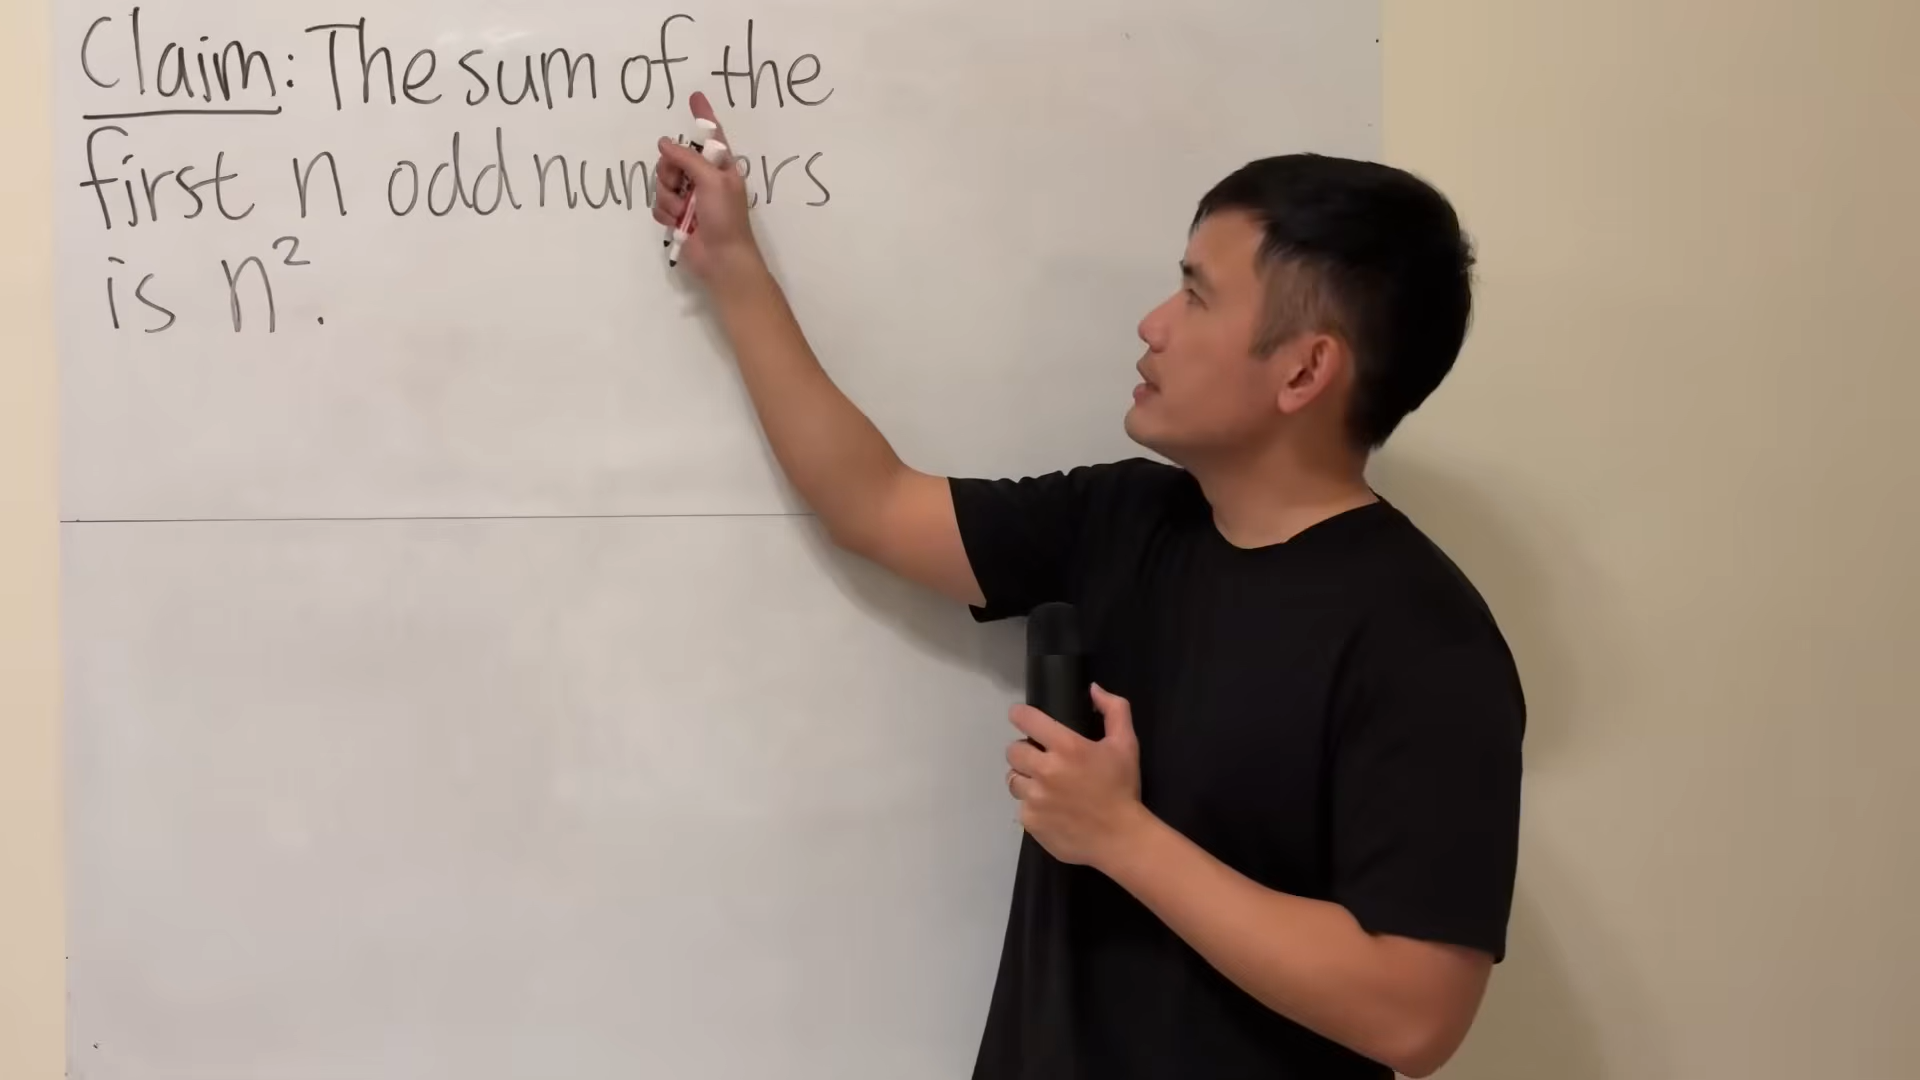 Claim: The sum of the
first n odd numbers
is n².